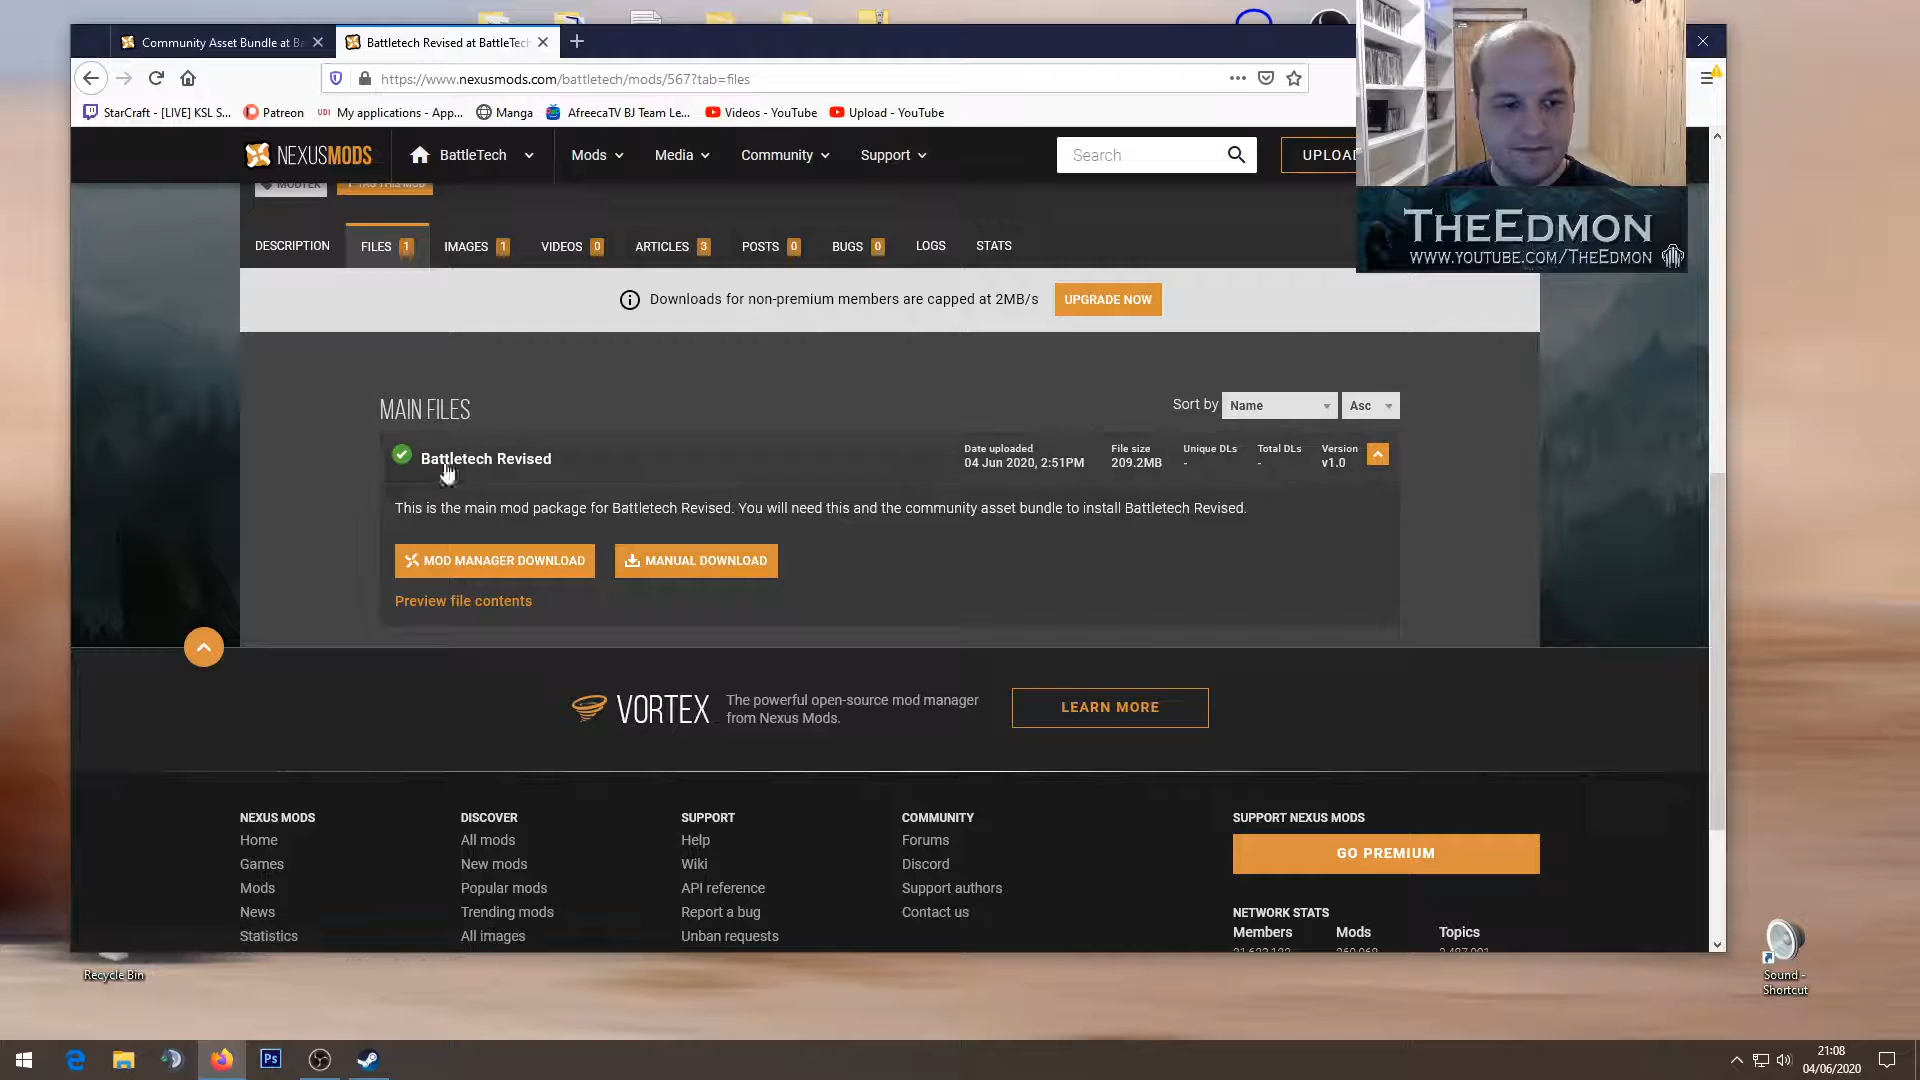 Community Asset Bundle at Ba
Battletech Revised at BattleTech
https://www.nexusmods.com/battletech/mods/567?tab=files
StarCraft - [LIVE] KSL S...
Patreon
UDI My applications - App...
Manga
AfreecaTV BJ Team Le...
Videos - YouTube
Upload - YouTube
NEXUSMODS
BattleTech
Mods
Media
Community
Support
Search
UPLOAD
MODTEK
TAG THIS MOD
THEEDMON
WWW.YOUTUBE.COM/THEEDMON
DESCRIPTION
FILES 1
IMAGES 1
VIDEOS 0
ARTICLES 3
POSTS 0
BUGS 0
LOGS
STATS
Downloads for non-premium members are capped at 2MB/s
UPGRADE NOW
MAIN FILES
Sort by Name Asc
Battletech Revised
Date uploaded
04 Jun 2020, 2:51PM
File size
209.2MB
Unique DLs
-
Total DLs
-
Version
v1.0
This is the main mod package for Battletech Revised. You will need this and the community asset bundle to install Battletech Revised.
MOD MANAGER DOWNLOAD
MANUAL DOWNLOAD
Preview file contents
VORTEX
The powerful open-source mod manager
from Nexus Mods.
LEARN MORE
NEXUS MODS
Home
Games
Mods
News
Statistics
DISCOVER
All mods
New mods
Popular mods
Trending mods
All images
SUPPORT
Help
Wiki
API reference
Report a bug
Unban requests
COMMUNITY
Forums
Discord
Support authors
Contact us
SUPPORT NEXUS MODS
GO PREMIUM
NETWORK STATS
Members
Mods
Topics
Recycle Bin
Sound -
Shortcut
Ps
21:08
04/06/2020